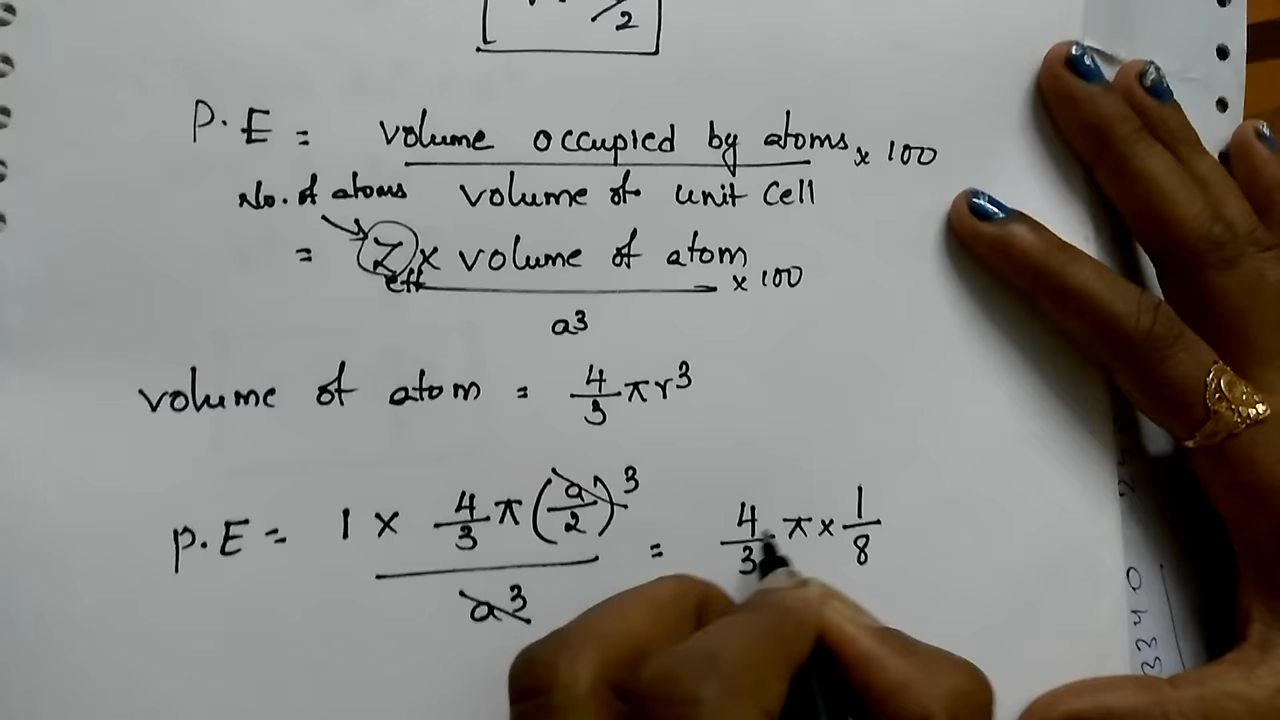 2
P.E = volume occupied by atoms x 100
No. of atoms volume of unit cell
= Z eff x volume of atom x 100
a³
volume of atom = 4/3 πr³
P.E = 1 x 4/3 π (a/2)³ = 4/3 π x 1/8
a³
3340